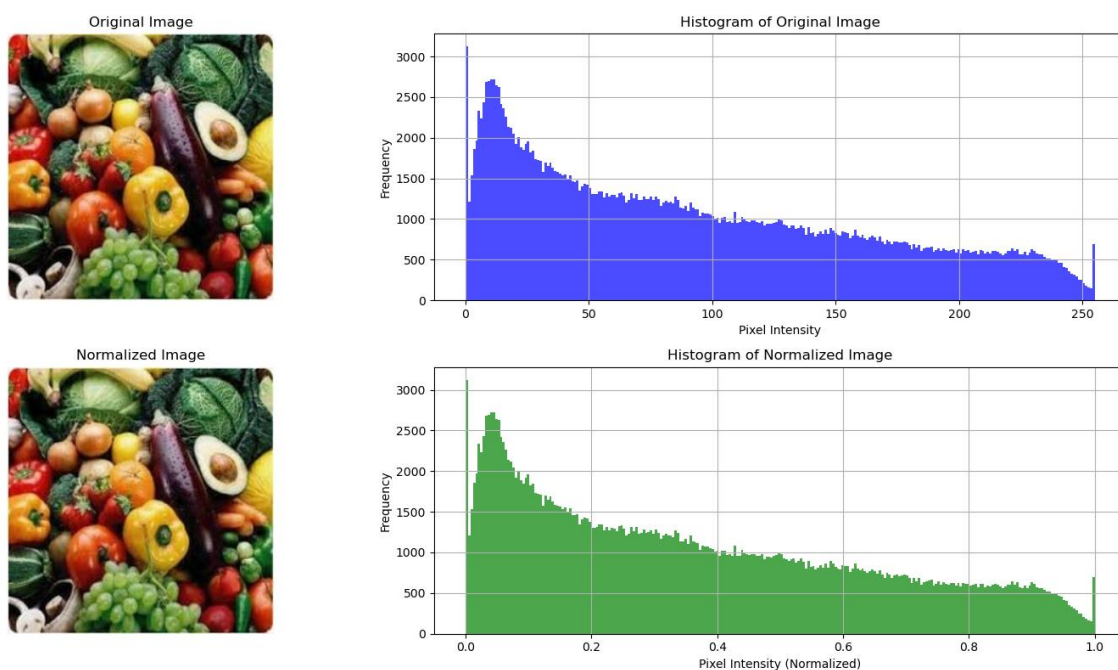 Original Image
Histogram of Original Image
Frequency
3000
2500
2000
1500
1000
500
0
0 50 100 150 200 250
Pixel Intensity
Normalized Image
Histogram of Normalized Image
Frequency
3000
2500
2000
1500
1000
500
0
0.0 0.2 0.4 0.6 0.8 1.0
Pixel Intensity (Normalized)